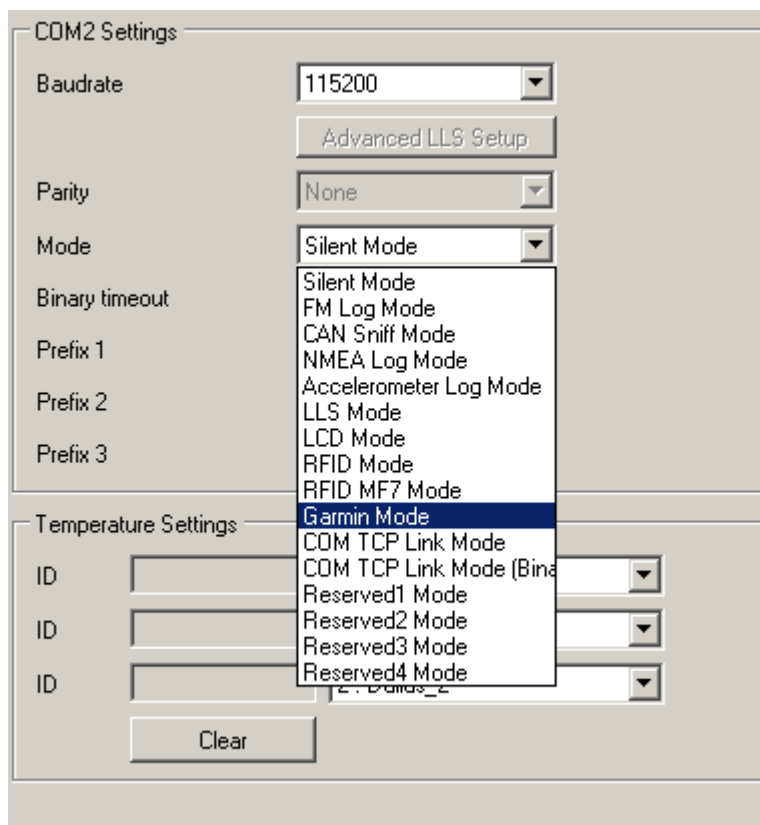 COM2 Settings
Baudrate 115200
Advanced LLS Setup
Parity None
Mode Silent Mode
Silent Mode
FM Log Mode
CAN Sniff Mode
NMEA Log Mode
Accelerometer Log Mode
LLS Mode
LCD Mode
RFID Mode
RFID MF7 Mode
Garmin Mode
COM TCP Link Mode
COM TCP Link Mode (Bina
Reserved1 Mode
Reserved2 Mode
Reserved3 Mode
Reserved4 Mode
Binary timeout
Prefix 1
Prefix 2
Prefix 3
Temperature Settings
ID
ID
ID
Clear